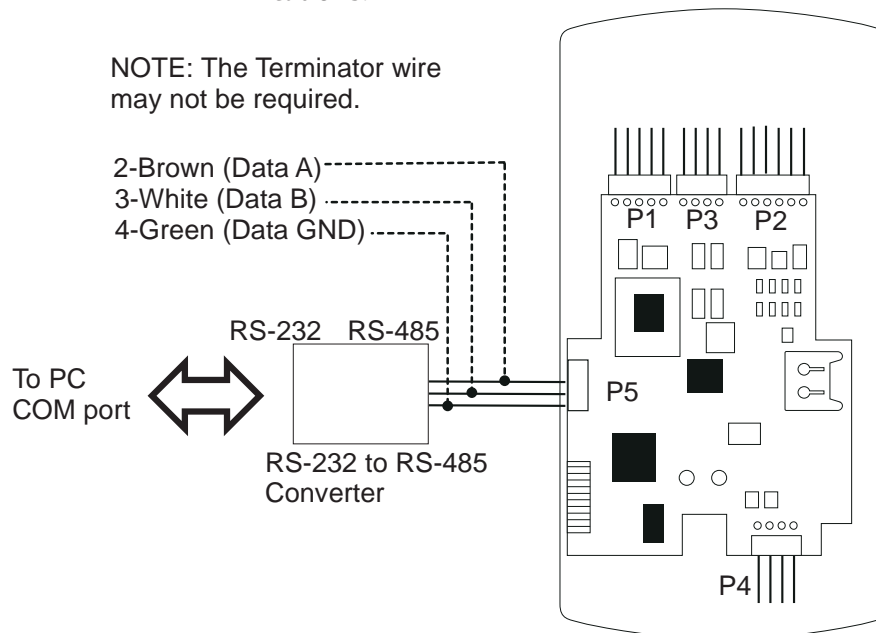 NOTE: The Terminator wire
may not be required.
2-Brown (Data A)
3-White (Data B)
4-Green (Data GND)
P1 P3 P2
RS-232 RS-485
To PC
COM port
P5
RS-232 to RS-485
Converter
P4